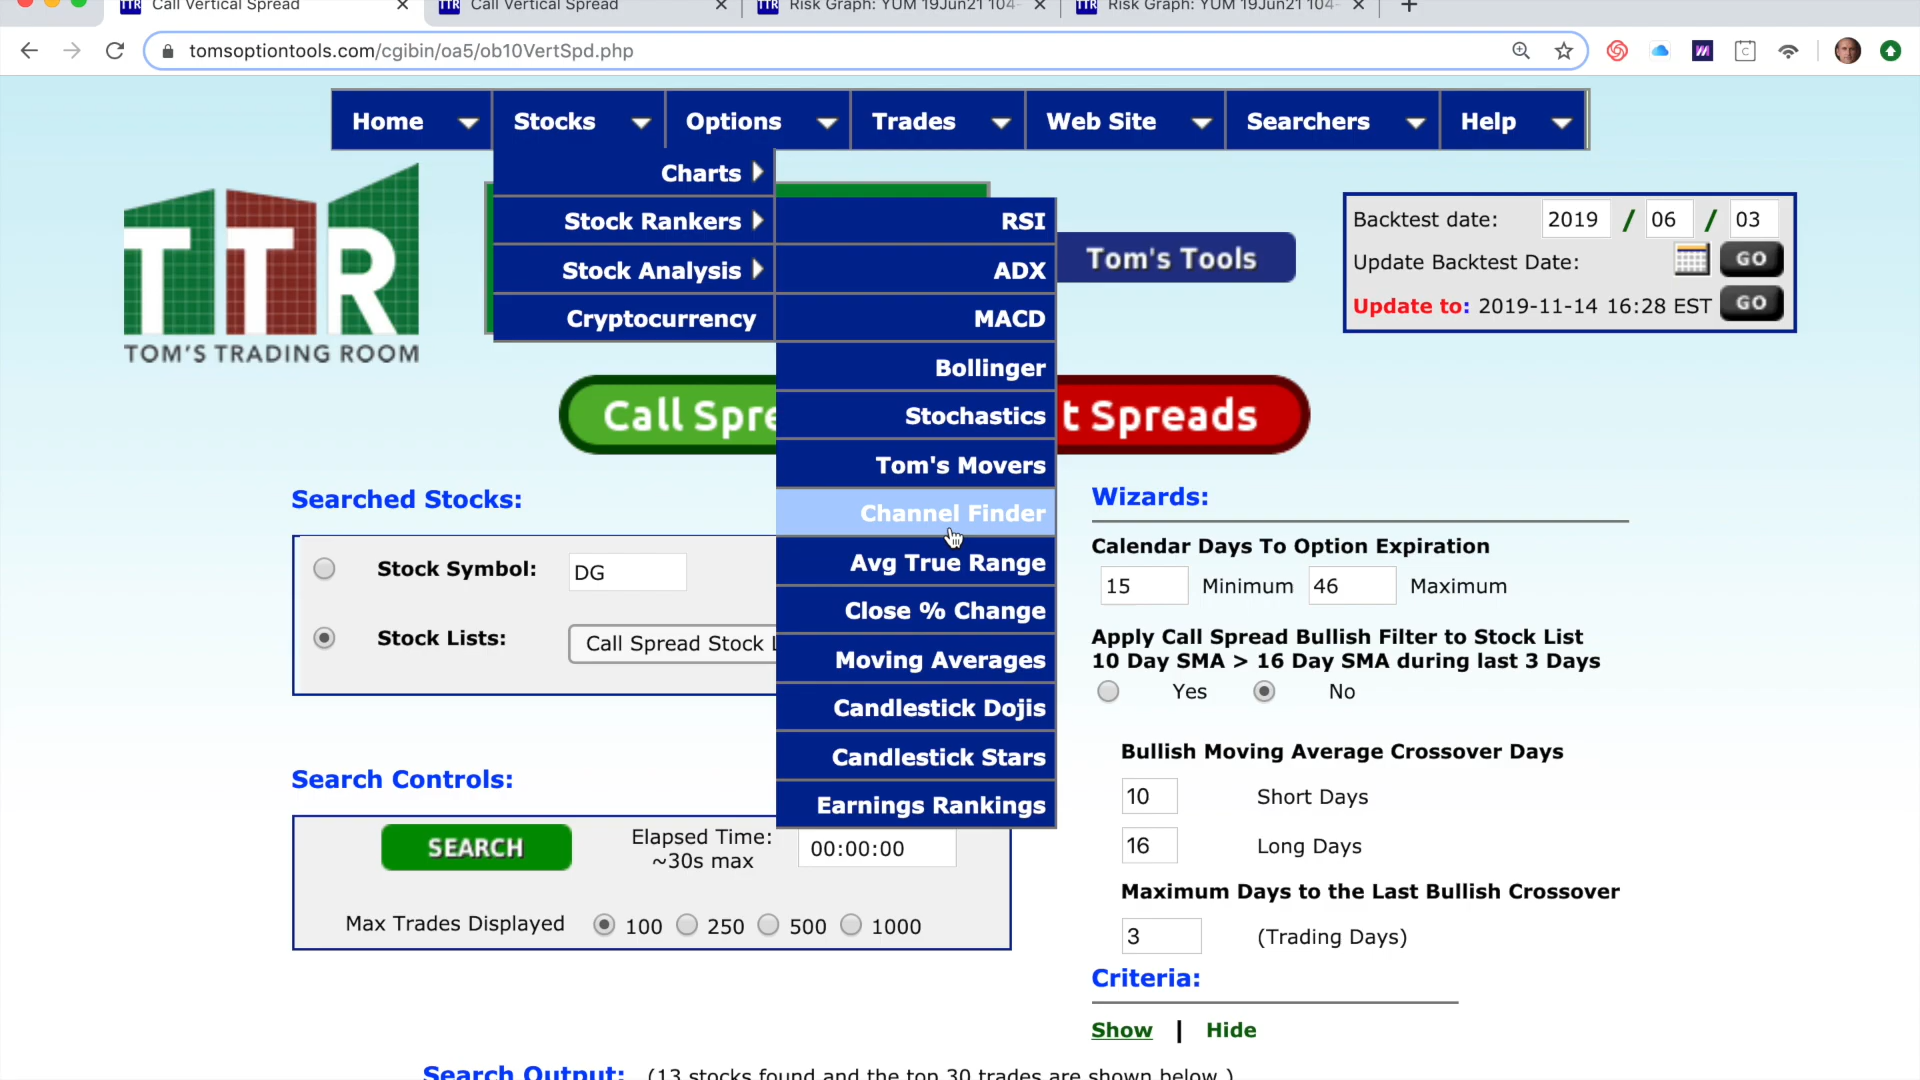 Call Vertical Spread
Call Vertical Spread
Risk Graph: YUM 19Jun21 104-
Risk Graph: YUM 19Jun21 104-
tomsoptiontools.com/cgibin/oa5/ob10VertSpd.php
Home
Stocks
Options
Trades
Web Site
Searchers
Help
Charts
Stock Rankers
Stock Analysis
Cryptocurrency
RSI
ADX
MACD
Bollinger
Stochastics
Tom's Movers
Channel Finder
Avg True Range
Close % Change
Moving Averages
Candlestick Dojis
Candlestick Stars
Earnings Rankings
TTR
TOM'S TRADING ROOM
Tom's Tools
Backtest date: 2019 / 06 / 03
Update Backtest Date: GO
Update to: 2019-11-14 16:28 EST GO
Call Spre
t Spreads
Searched Stocks:
Stock Symbol: DG
Stock Lists: Call Spread Stock L
Search Controls:
SEARCH
Elapsed Time:
~30s max
00:00:00
Max Trades Displayed 100 250 500 1000
Wizards:
Calendar Days To Option Expiration
15 Minimum 46 Maximum
Apply Call Spread Bullish Filter to Stock List
10 Day SMA > 16 Day SMA during last 3 Days
Yes No
Bullish Moving Average Crossover Days
10 Short Days
16 Long Days
Maximum Days to the Last Bullish Crossover
3 (Trading Days)
Criteria:
Show | Hide
Search Output: (13 stocks found and the top 30 trades are shown below.)